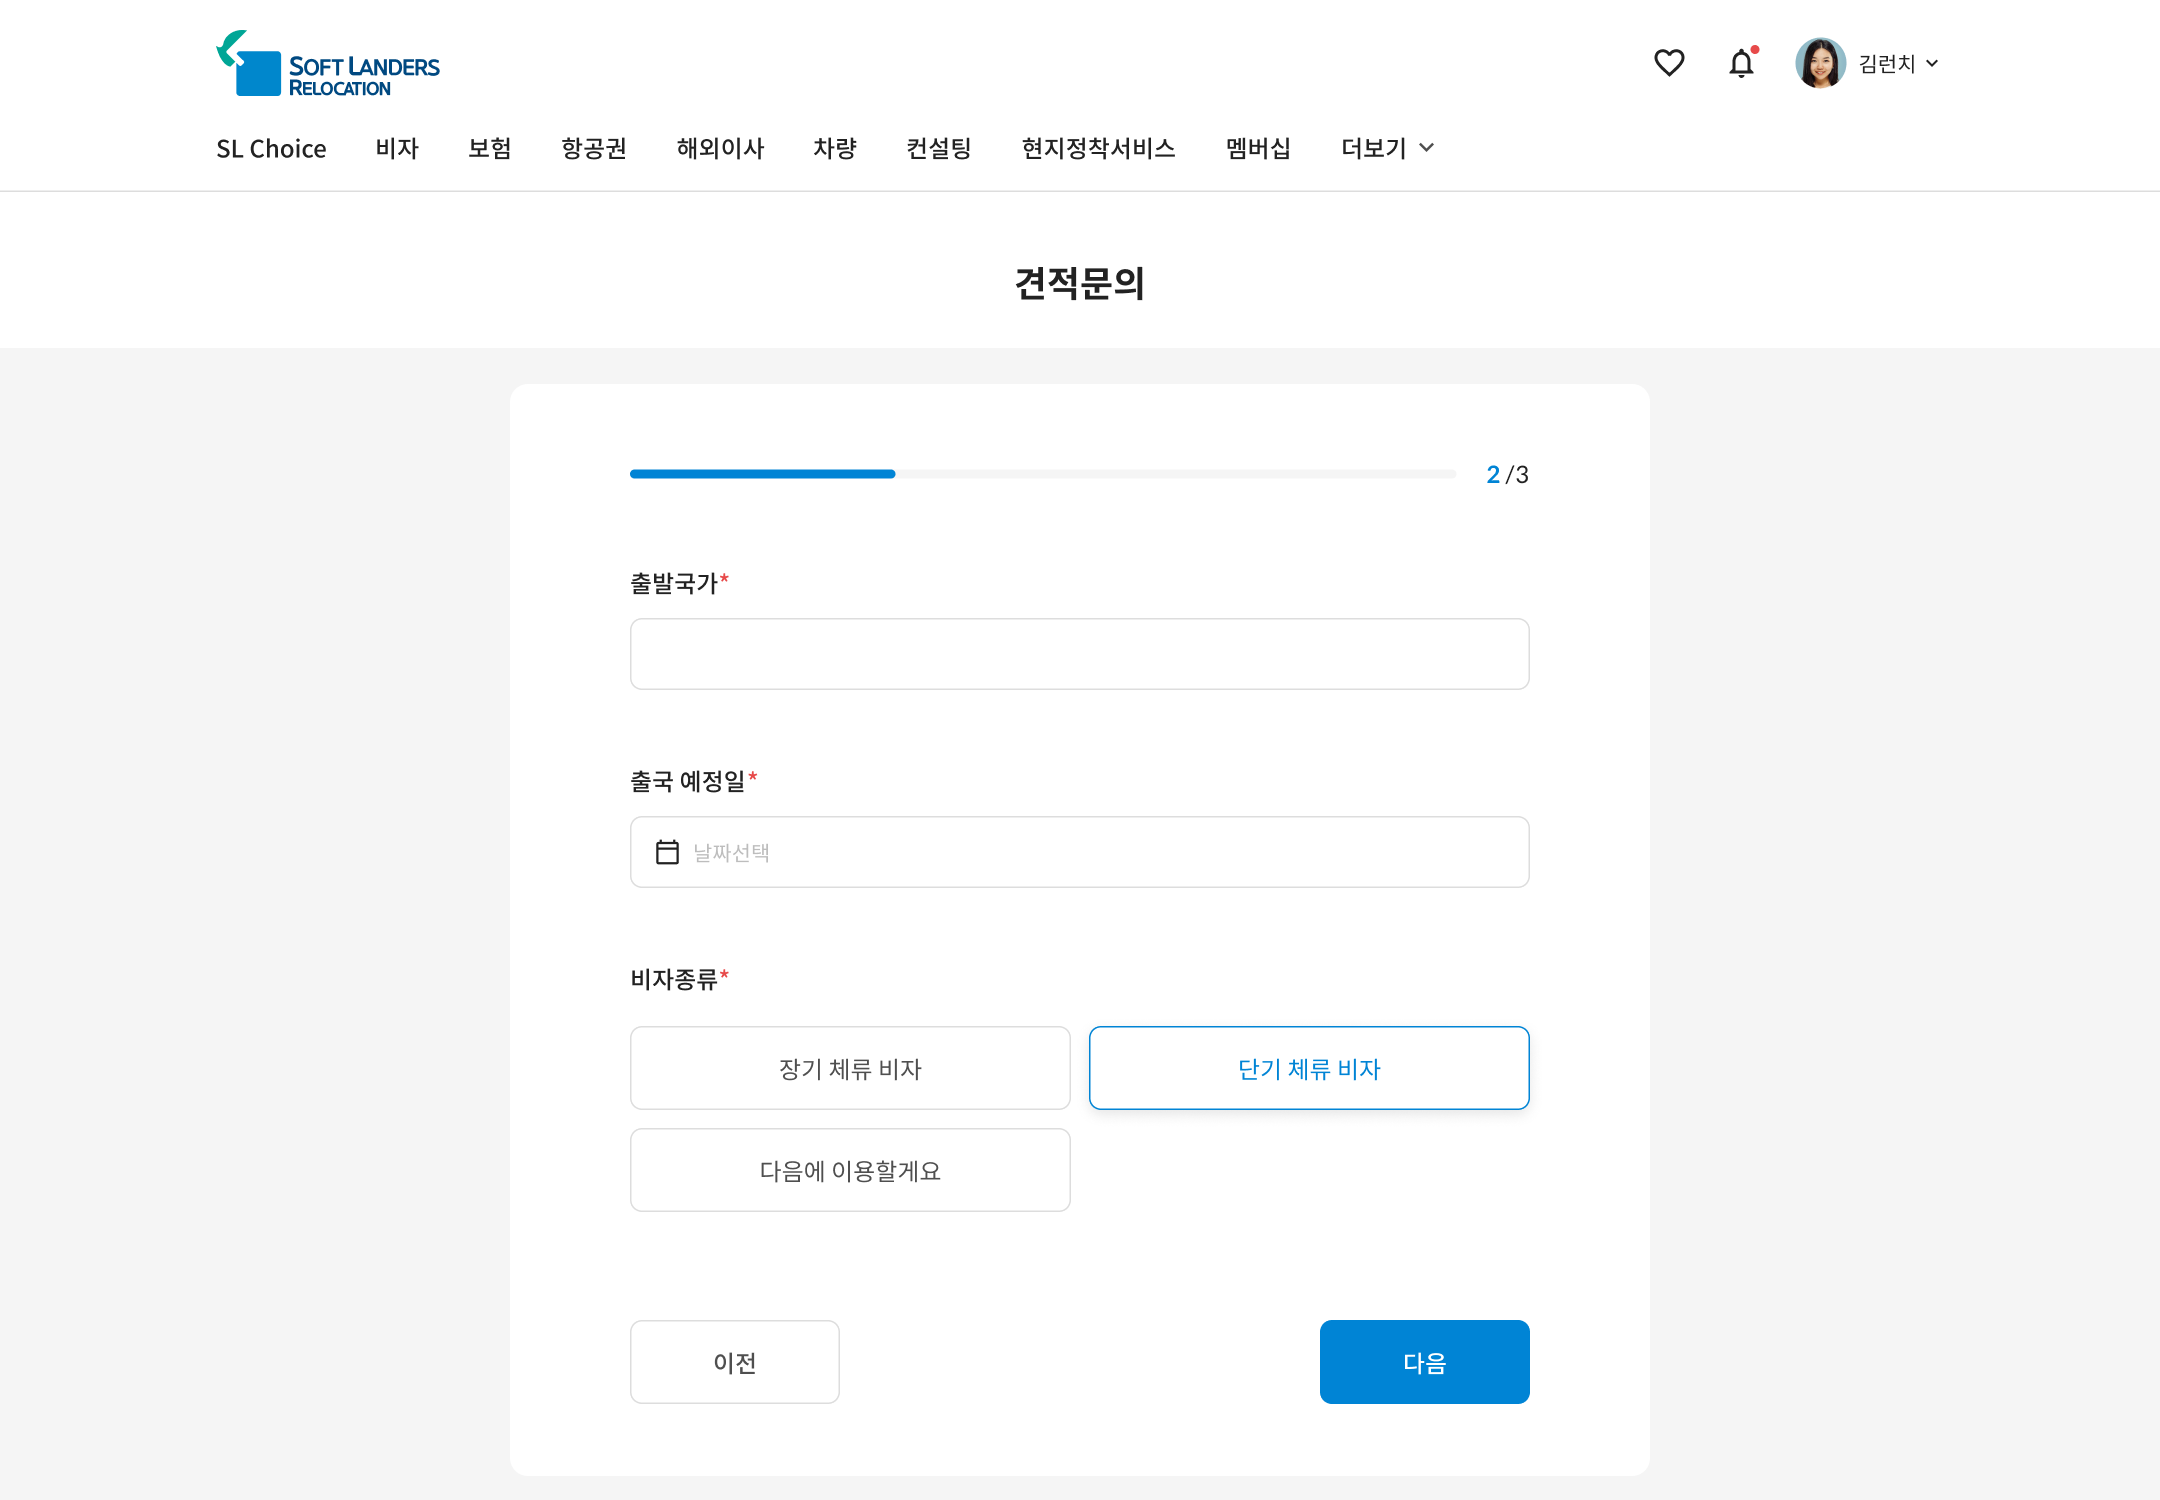 SOFT LANDERS
RELOCATION
김런치
SL Choice 비자 보험 항공권 해외이사 차량 컨설팅 현지정착서비스 멤버십 더보기
견적문의
2 /3
출발국가*
출국 예정일*
날짜선택
비자종류*
장기 체류 비자 단기 체류 비자
다음에 이용할게요
이전 다음